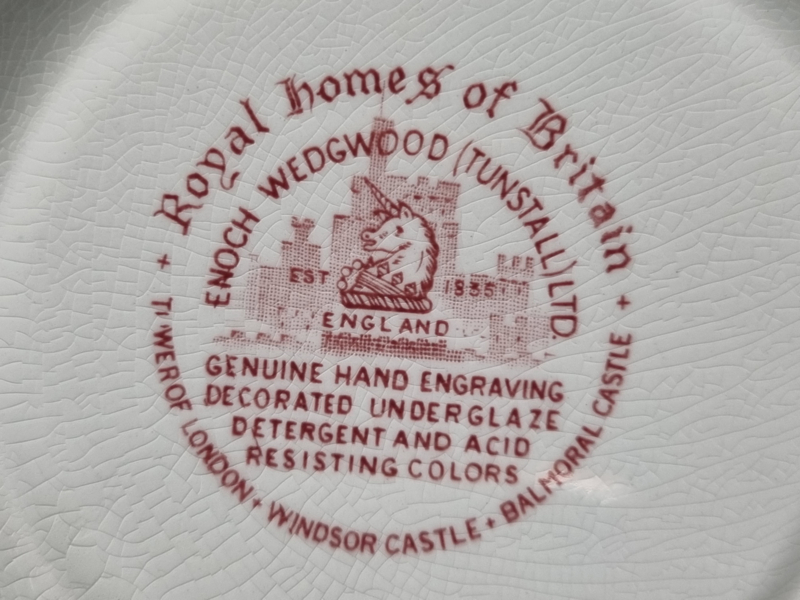 Royal Homes of Britain
ENOCH WEDGWOOD (TUNSTALL) LTD.
EST 1835
ENGLAND
GENUINE HAND ENGRAVING
DECORATED UNDERGLAZE
DETERGENT AND ACID
RESISTING COLORS
+ TOWER OF LONDON + WINDSOR CASTLE + BALMORAL CASTLE +